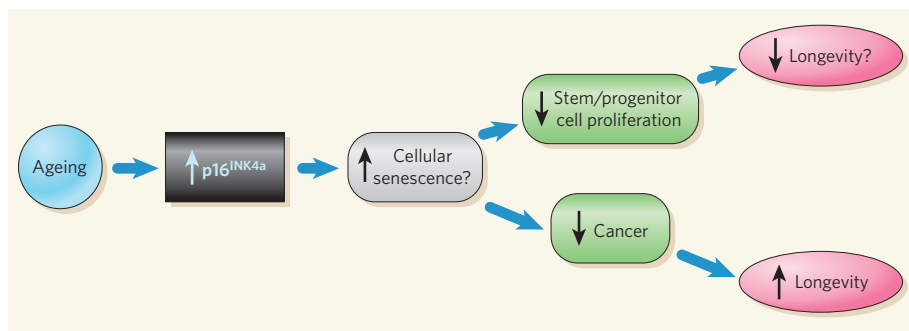 Ageing
↑ p16INK4a
↑ Cellular
senescence?
↓ Stem/progenitor
cell proliferation
↓ Longevity?
↓ Cancer
↑ Longevity